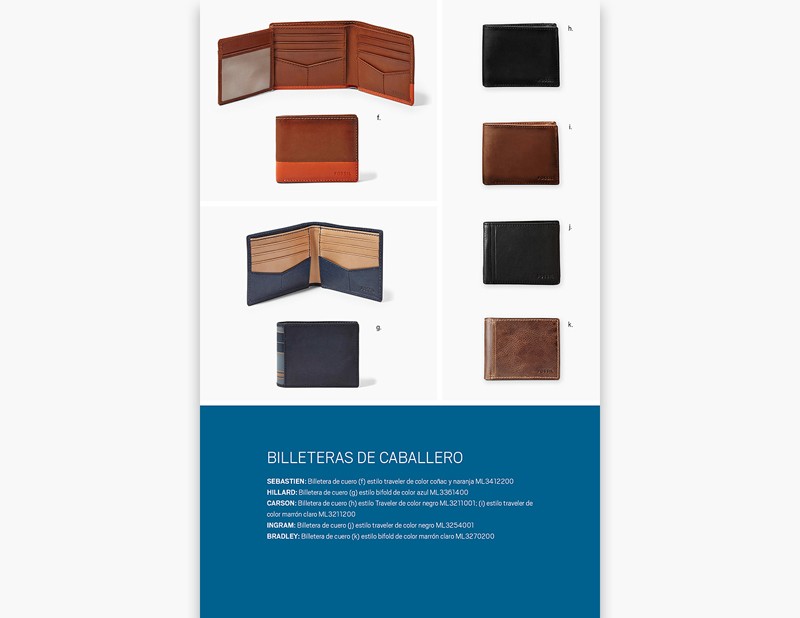 f.
h.
i.
j.
g.
k.
BILLETERAS DE CABALLERO
SEBASTIEN: Billetera de cuero (f) estilo traveler de color coñac y naranja ML3412200
HILLARD: Billetera de cuero (g) estilo bifold de color azul ML3361400
CARSON: Billetera de cuero (h) estilo Traveler de color negro ML3211001; (i) estilo traveler de
color marrón claro ML3211200
INGRAM: Billetera de cuero (j) estilo traveler de color negro ML3254001
BRADLEY: Billetera de cuero (k) estilo bifold de color marrón claro ML3270200